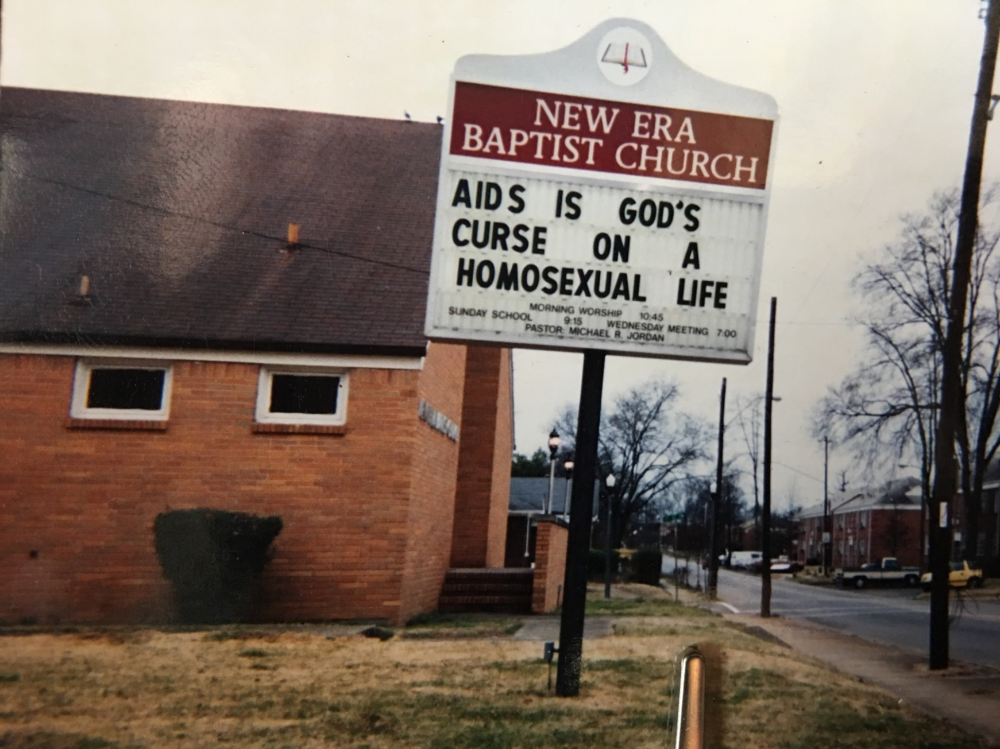 NEW ERA
BAPTIST CHURCH
AIDS IS GOD'S
CURSE ON A
HOMOSEXUAL LIFE
MORNING WORSHIP 10:45
SUNDAY SCHOOL 9:15 WEDNESDAY MEETING 7:00
PASTOR: MICHAEL R. JORDAN